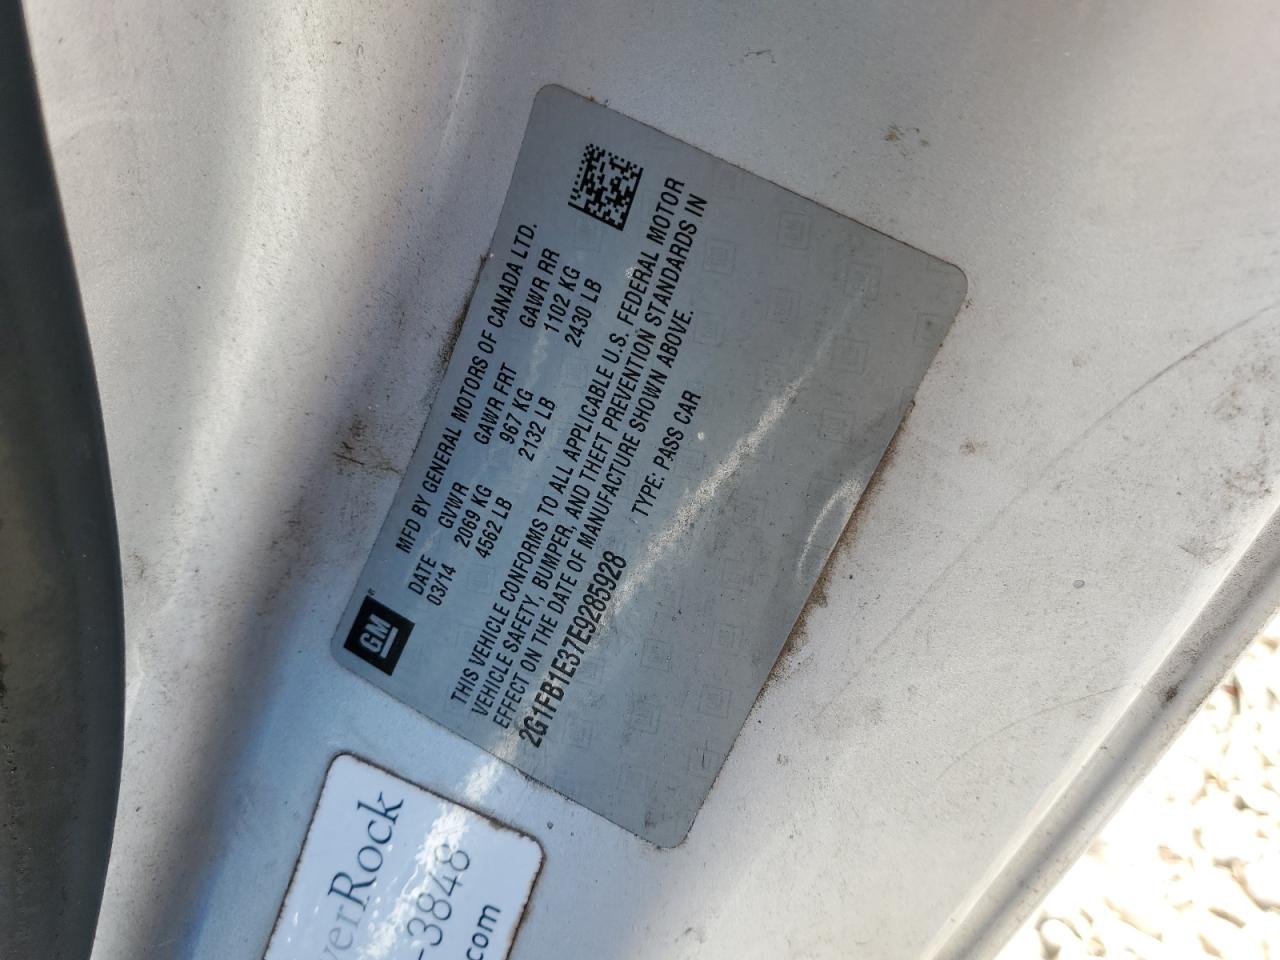 GM
®
MFD BY GENERAL MOTORS OF CANADA LTD.
DATE GVWR GAWR FRT GAWR RR
03/14 2069 KG 967 KG 1102 KG
4562 LB 2132 LB 2430 LB
THIS VEHICLE CONFORMS TO ALL APPLICABLE U.S. FEDERAL MOTOR
VEHICLE SAFETY, BUMPER, AND THEFT PREVENTION STANDARDS IN
EFFECT ON THE DATE OF MANUFACTURE SHOWN ABOVE.
2G1FB1E37E9285928 TYPE: PASS CAR
verRock
-3848
.com